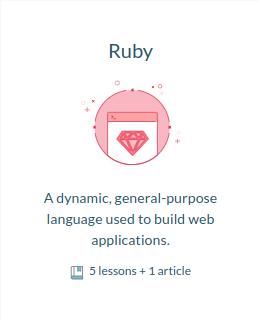 Ruby
A dynamic, general-purpose
language used to build web
applications.
5 lessons + 1 article